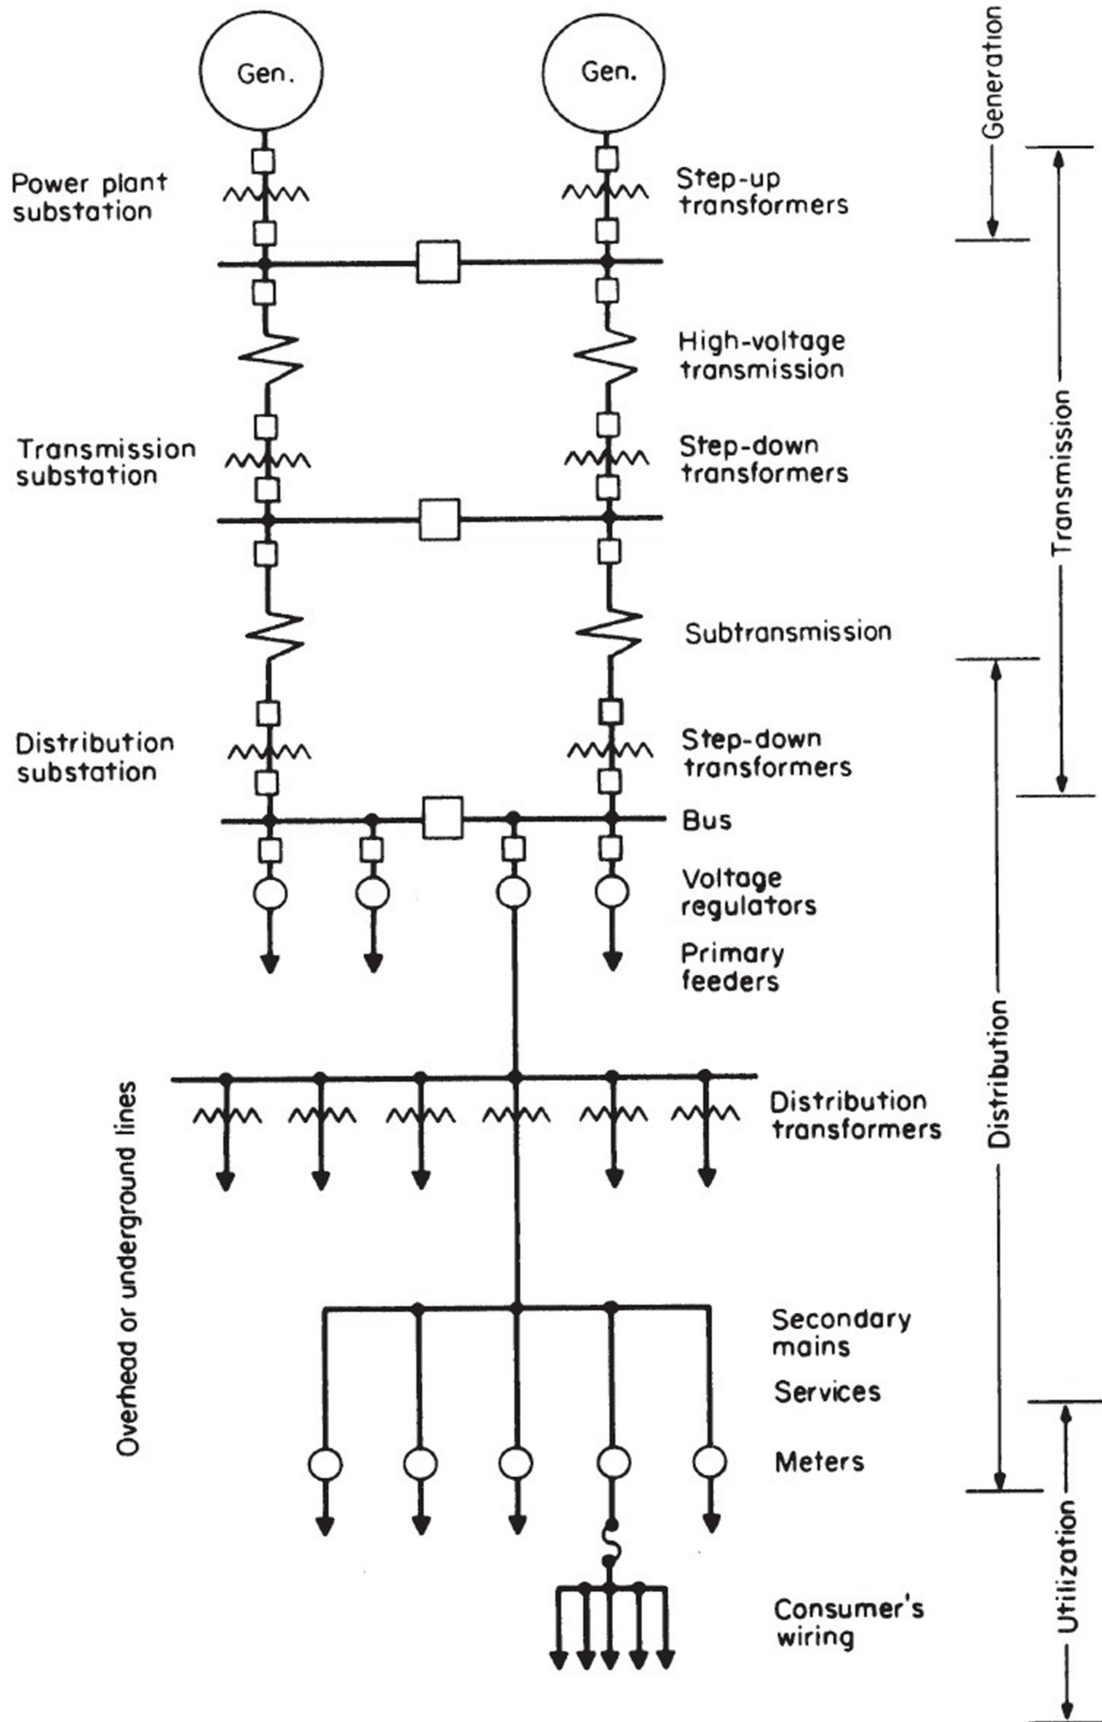 Gen.
Gen.
Generation
Power plant
substation
Step-up
transformers
High-voltage
transmission
Transmission
substation
Step-down
transformers
Transmission
Subtransmission
Distribution
substation
Step-down
transformers
Bus
Voltage
regulators
Primary
feeders
Distribution
Overhead or underground lines
Distribution
transformers
Secondary
mains
Services
Meters
Utilization
Consumer's
wiring